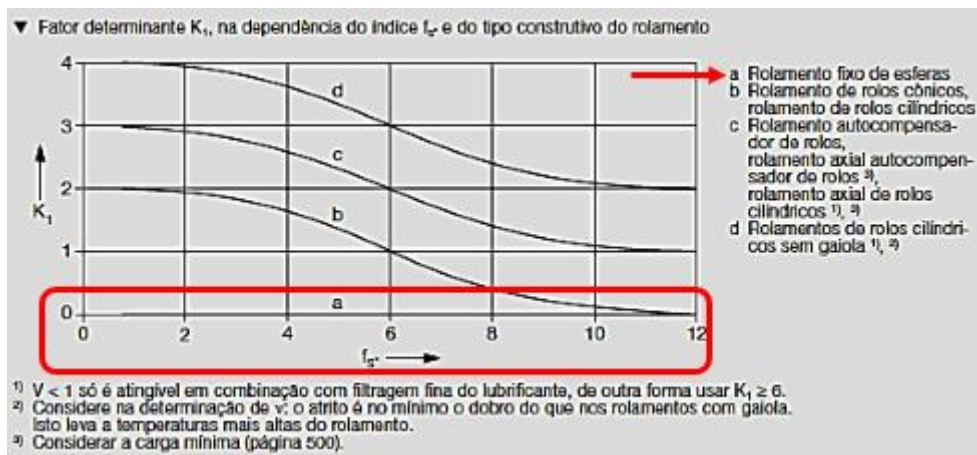 ▼ Fator determinante K₁, na dependência do índice fₛ* e do tipo construtivo do rolamento
4
3
2
1
0
K₁
d
c
b
a
0 2 4 6 8 10 12
fₛ*
a Rolamento fixo de esferas
b Rolamento de rolos cônicos,
rolamento de rolos cilíndricos
c Rolamento autocompensa-
dor de rolos,
rolamento axial autocompen-
sador de rolos ³⁾,
rolamento axial de rolos
cilíndricos ¹⁾, ³⁾
d Rolamentos de rolos cilíndri-
cos sem gaiola ¹⁾, ²⁾
¹⁾ V < 1 só é atingível em combinação com filtragem fina do lubrificante, de outra forma usar K₁ ≥ 6.
²⁾ Considere na determinação de ν: o atrito é no mínimo o dobro do que nos rolamentos com gaiola.
Isto leva a temperaturas mais altas do rolamento.
³⁾ Considerar a carga mínima (página 500).